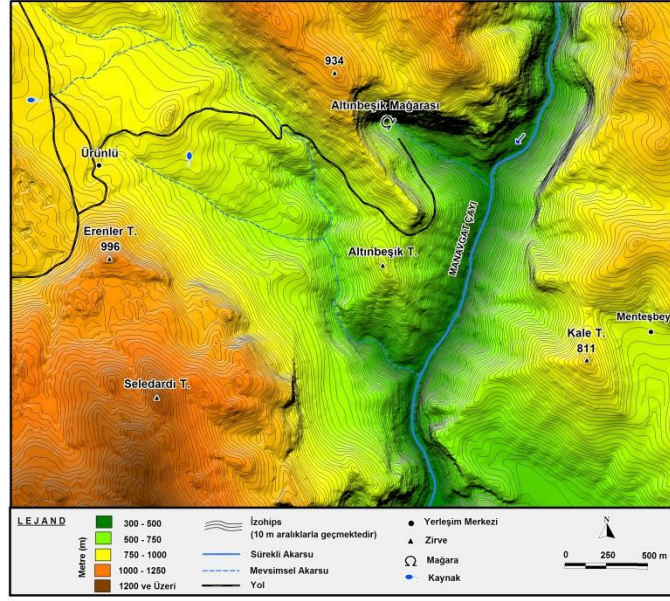 934
Altınbeşik Mağarası
Ürünlü
Erenler T.
996
Altınbeşik T.
MANAVGAT ÇAYI
Menteşbey
Kale T.
811
Seledardı T.
LEJAND
Metre (m)
300 - 500
500 - 750
750 - 1000
1000 - 1250
1200 ve Üzeri
İzohips
(10 m aralıklarla geçmektedir)
Sürekli Akarsu
Mevsimsel Akarsu
Yol
Yerleşim Merkezi
Zirve
Mağara
Kaynak
N
0 250 500 m